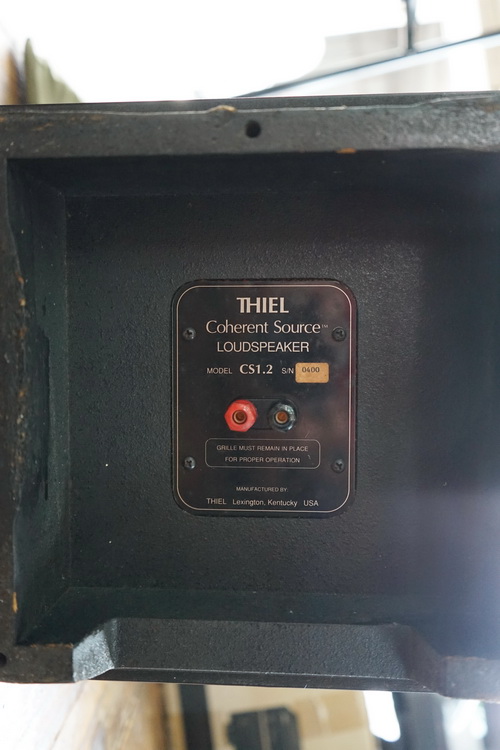 THIEL
Coherent Source™
LOUDSPEAKER
MODEL CS1.2 S/N 0400
GRILLE MUST REMAIN IN PLACE
FOR PROPER OPERATION
MANUFACTURED BY:
THIEL Lexington, Kentucky USA